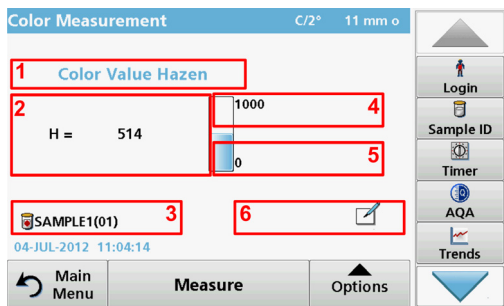 Color Measurement C/2° 11 mm o
1 Color Value Hazen
2 H = 514
1000 4
0 5
SAMPLE1(01) 3
6
04-JUL-2012 11:04:14
Main Menu
Measure
Options
Login
Sample ID
Timer
AQA
Trends